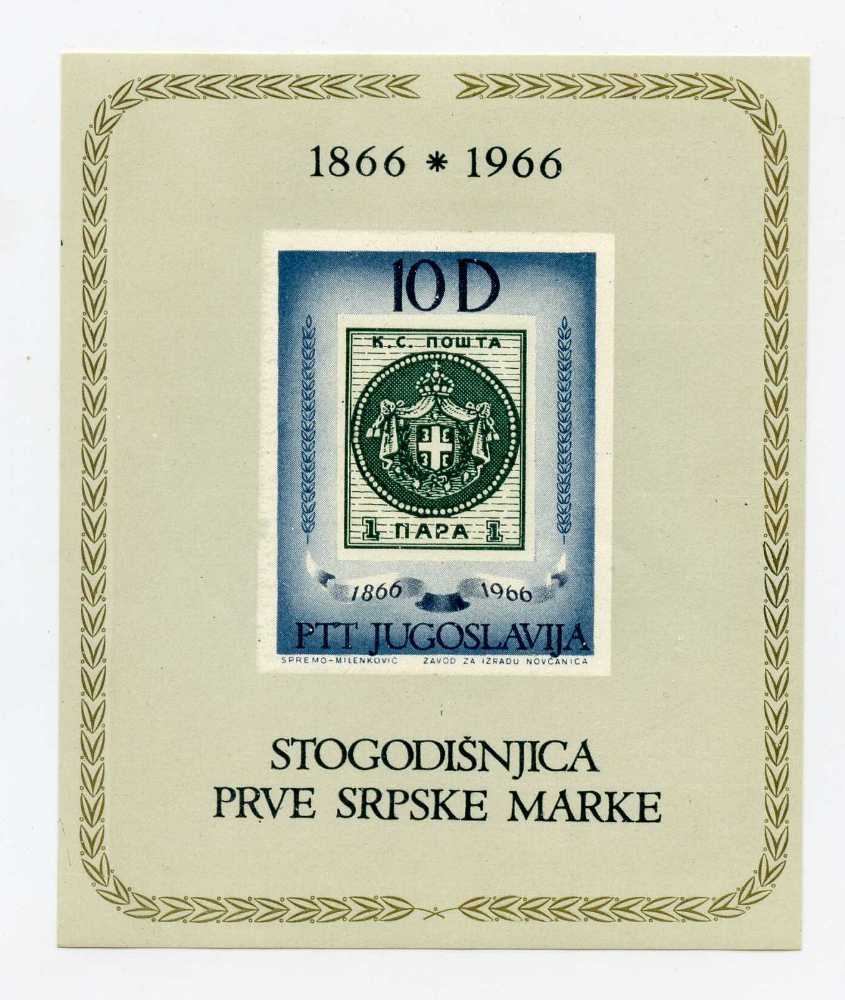 1866 * 1966
10 D
К. С. ПОШТА
1 ПАРА 1
1866 1966
PTT JUGOSLAVIJA
SPREMO-MILENKOVIĆ ZAVOD ZA IZRADU NOVČANICA
STOGODIŠNJICA
PRVE SRPSKE MARKE